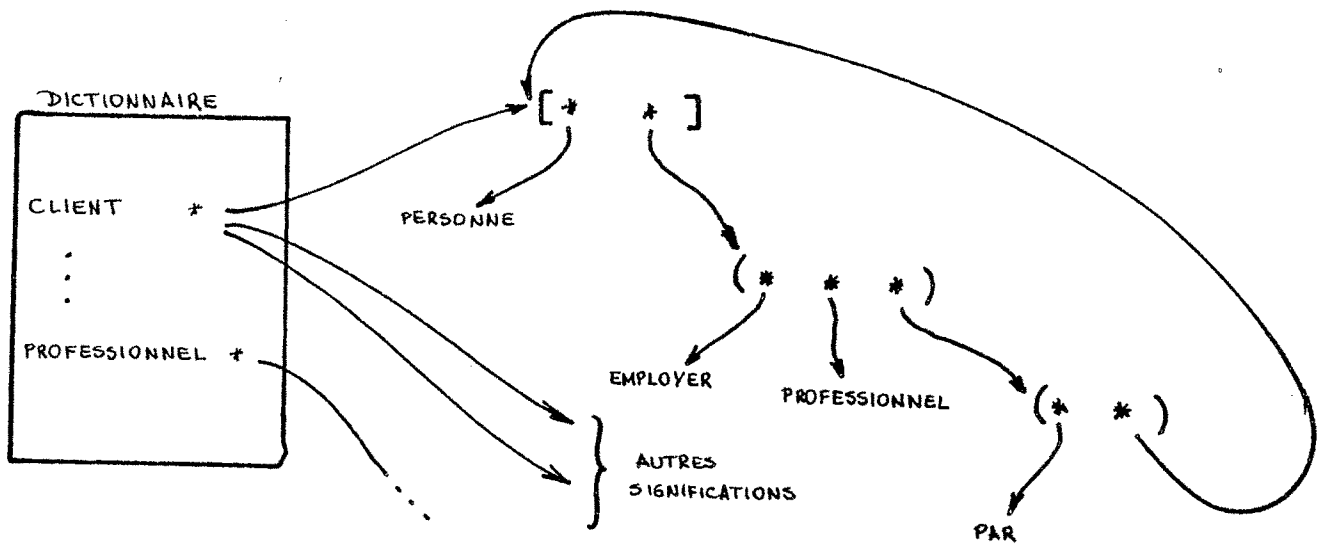 DICTIONNAIRE
[* *]
CLIENT *
PERSONNE
(* * *)
PROFESSIONNEL *
EMPLOYER
PROFESSIONNEL
(* *)
AUTRES
SIGNIFICATIONS
PAR